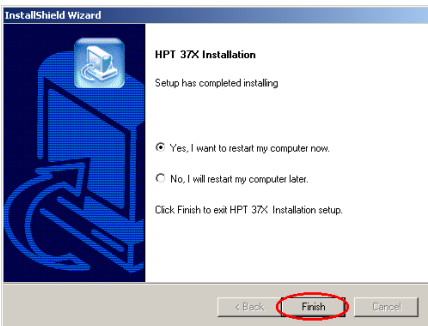 InstallShield Wizard
HPT 37X Installation
Setup has completed installing
Yes, I want to restart my computer now.
No, I will restart my computer later.
Click Finish to exit HPT 37X Installation setup.
< Back Finish Cancel